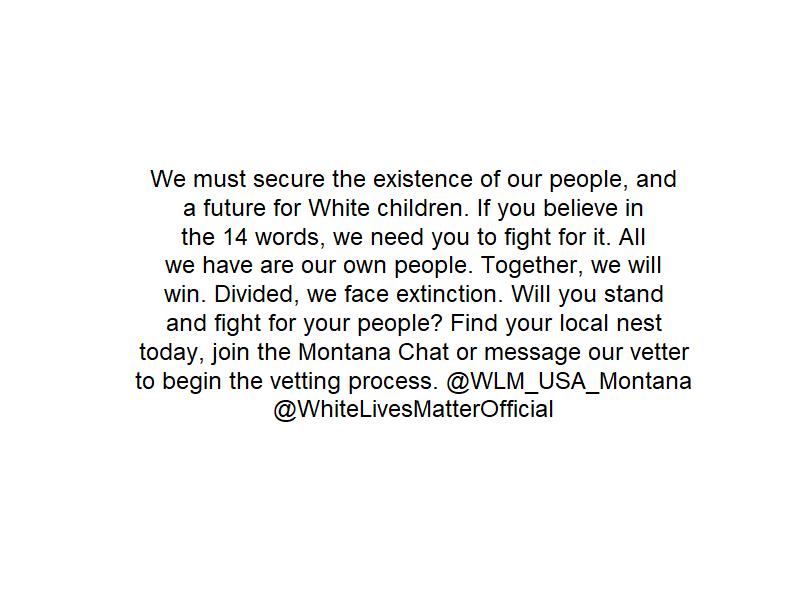 We must secure the existence of our people, and
a future for White children. If you believe in
the 14 words, we need you to fight for it. All
we have are our own people. Together, we will
win. Divided, we face extinction. Will you stand
and fight for your people? Find your local nest
today, join the Montana Chat or message our vetter
to begin the vetting process. @WLM_USA_Montana
@WhiteLivesMatterOfficial